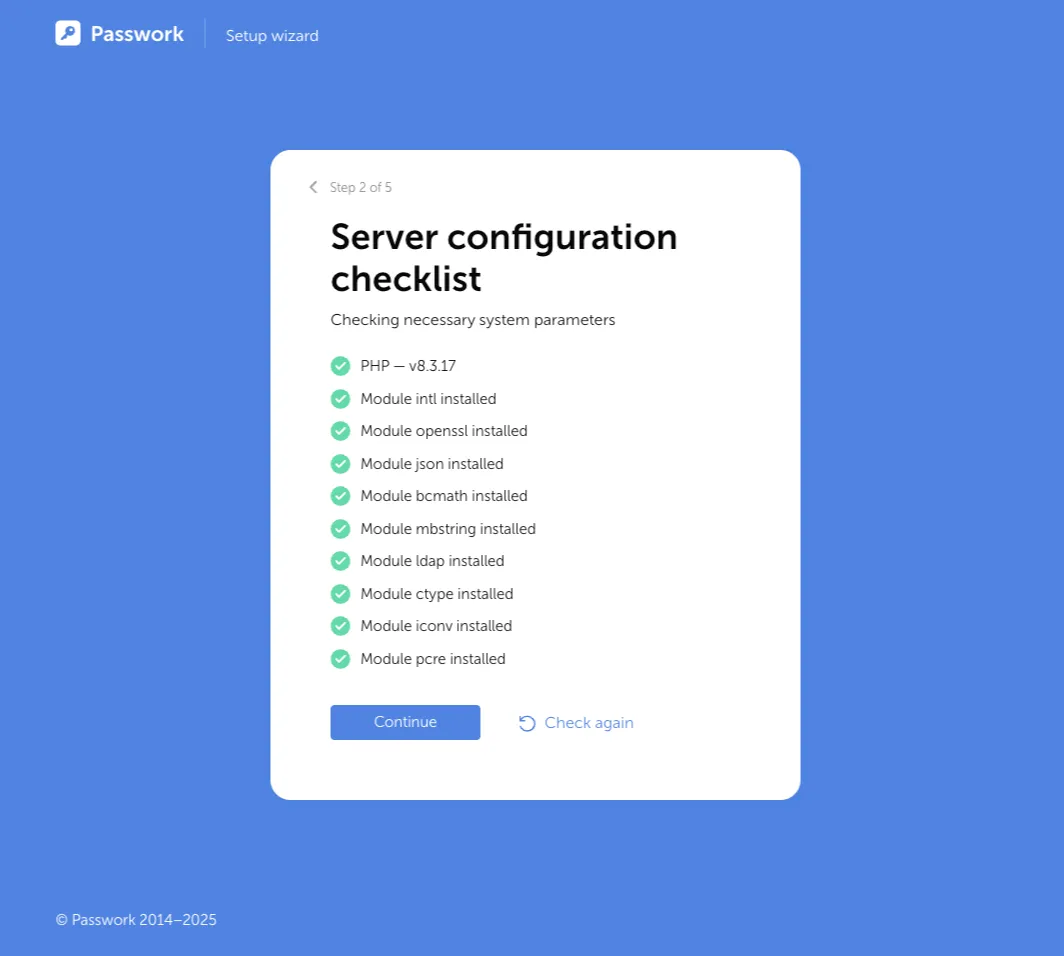 Passwork
Setup wizard
Step 2 of 5
Server configuration
checklist
Checking necessary system parameters
PHP — v8.3.17
Module intl installed
Module openssl installed
Module json installed
Module bcmath installed
Module mbstring installed
Module ldap installed
Module ctype installed
Module iconv installed
Module pcre installed
Continue
Check again
© Passwork 2014–2025